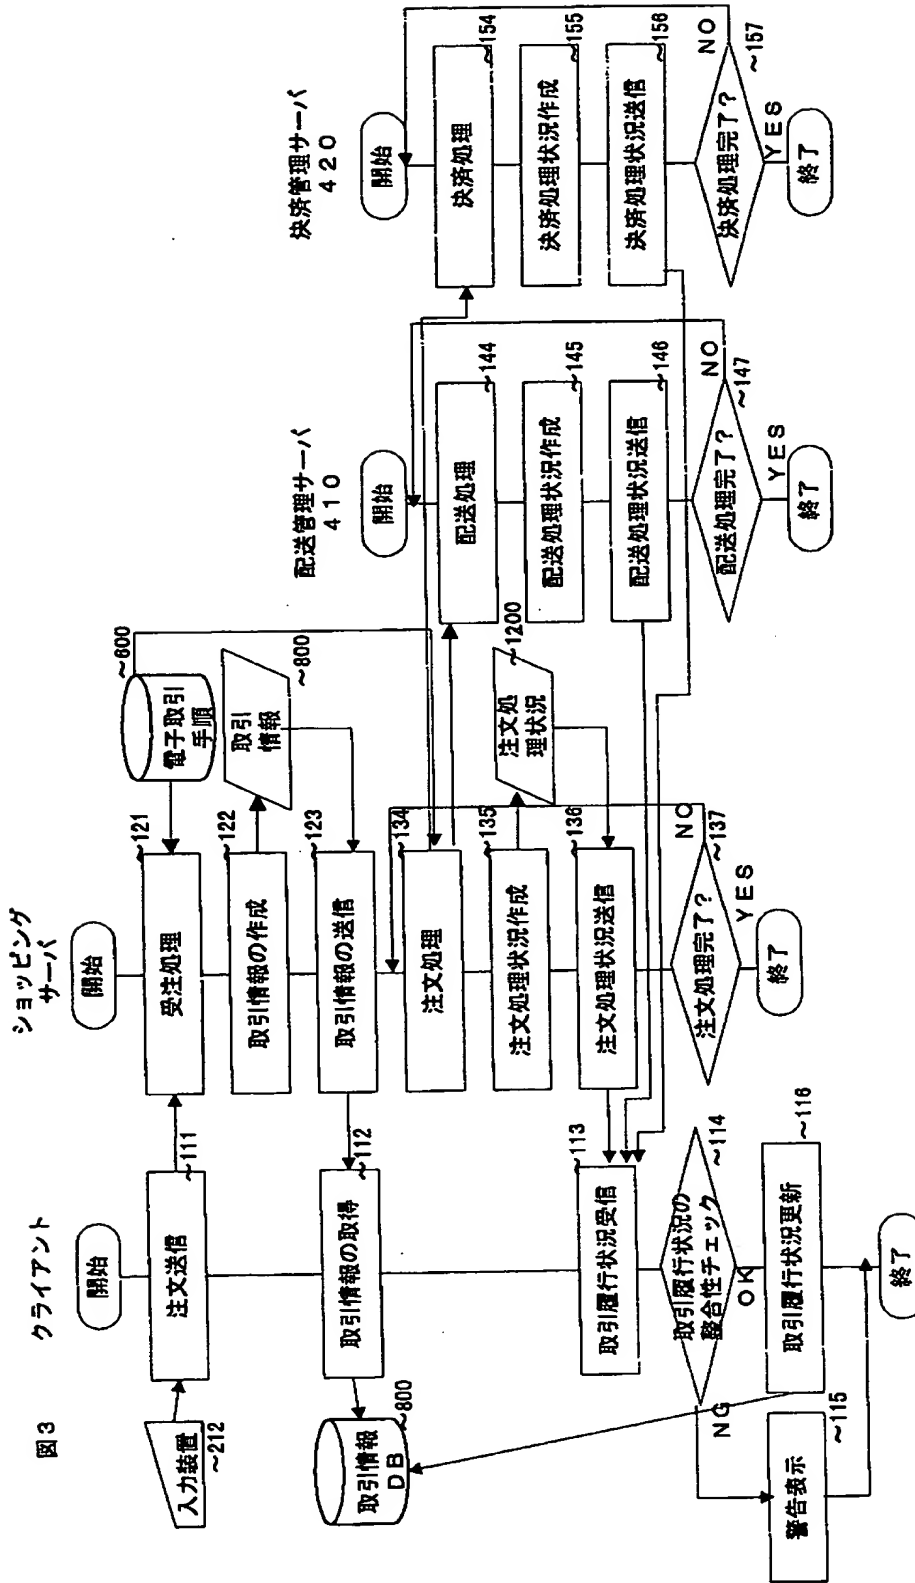 図3
クライアント
開始
入力装置
~212
注文送信
~111
取引情報の取得
~112
取引情報
DB
~800
取引履行状況受信
113~
取引履行状況の
整合性チェック
~114
OK
NG
取引履行状況更新
~116
警告表示
~115
終了
ショッピング
サーバ
開始
受注処理
~121
電子取引
手順
~600
取引情報の作成
~122
取引
情報
~800
取引情報の送信
~123
注文処理
~134
注文処理状況作成
~135
注文処
理状況
~1200
注文処理状況送信
~136
注文処理完了?
~137
NO
YES
終了
配送管理サーバ
410
開始
配送処理
~144
配送処理状況作成
~145
配送処理状況送信
~146
配送処理完了?
~147
NO
YES
終了
決済管理サーバ
420
開始
決済処理
~154
決済処理状況作成
~155
決済処理状況送信
~156
決済処理完了?
~157
NO
YES
終了